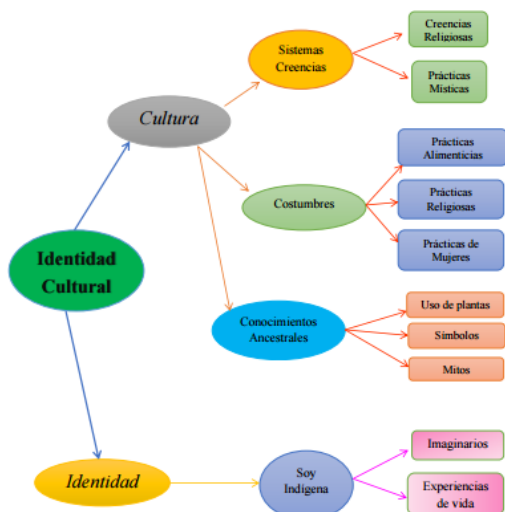 Creencias
Religiosas
Sistemas
Creencias
Prácticas
Místicas
Cultura
Prácticas
Alimenticias
Prácticas
Religiosas
Costumbres
Prácticas de
Mujeres
Identidad
Cultural
Uso de plantas
Conocimientos
Ancestrales
Símbolos
Mitos
Imaginarios
Identidad
Soy
Indígena
Experiencias
de vida